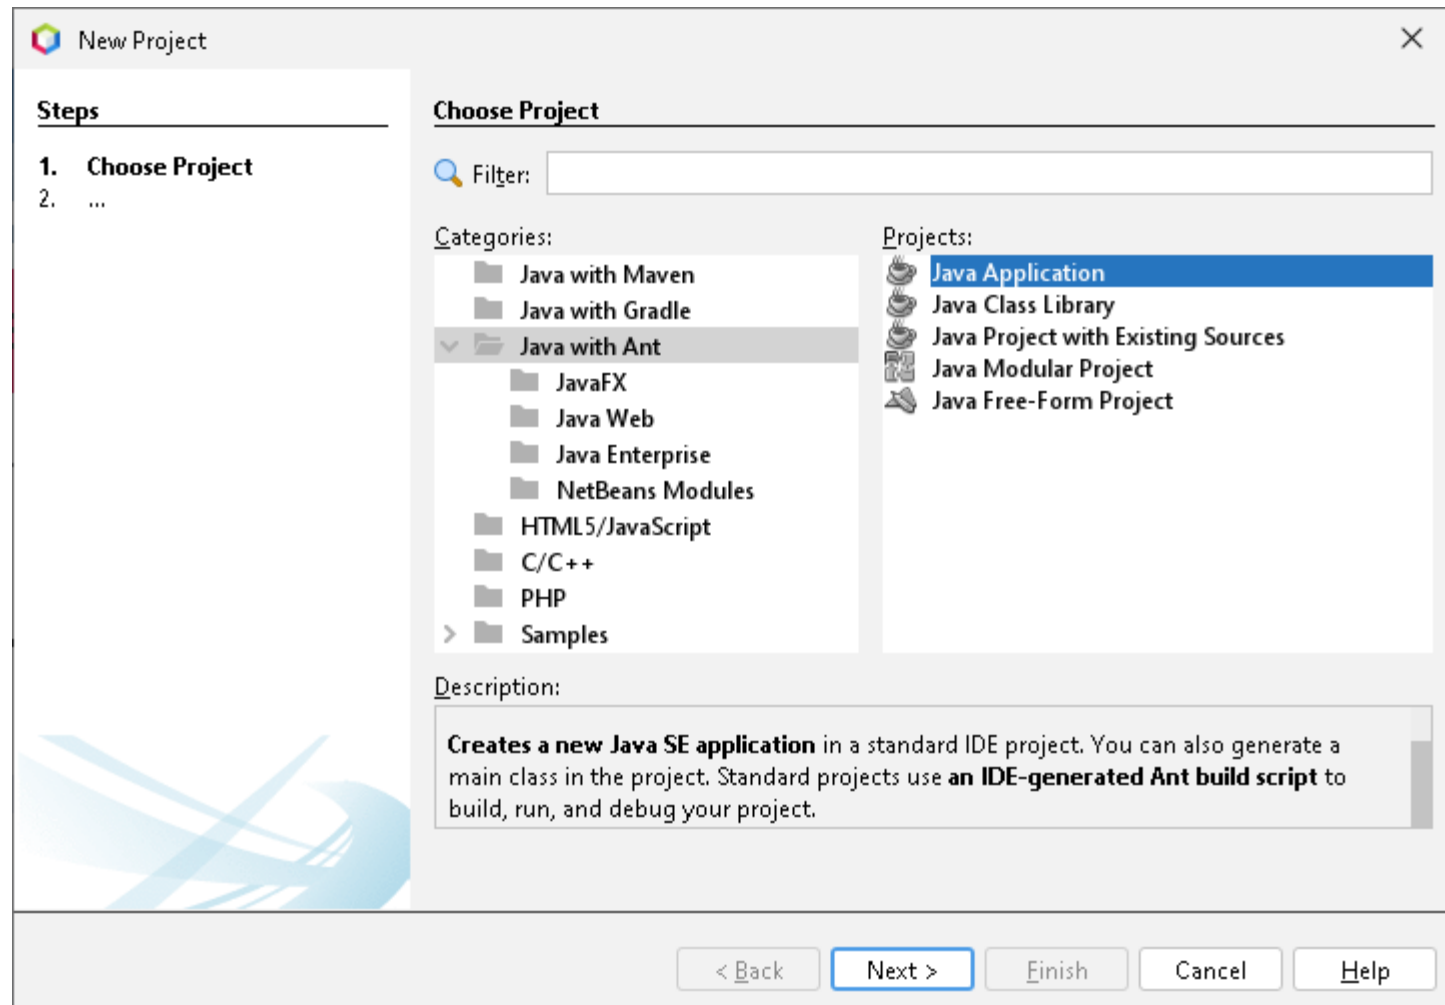 New Project
Steps
1. Choose Project
2. ...
Choose Project
Filter:
Categories:
Java with Maven
Java with Gradle
Java with Ant
JavaFX
Java Web
Java Enterprise
NetBeans Modules
HTML5/JavaScript
C/C++
PHP
Samples
Projects:
Java Application
Java Class Library
Java Project with Existing Sources
Java Modular Project
Java Free-Form Project
Description:
Creates a new Java SE application in a standard IDE project. You can also generate a
main class in the project. Standard projects use an IDE-generated Ant build script to
build, run, and debug your project.
< Back
Next >
Finish
Cancel
Help